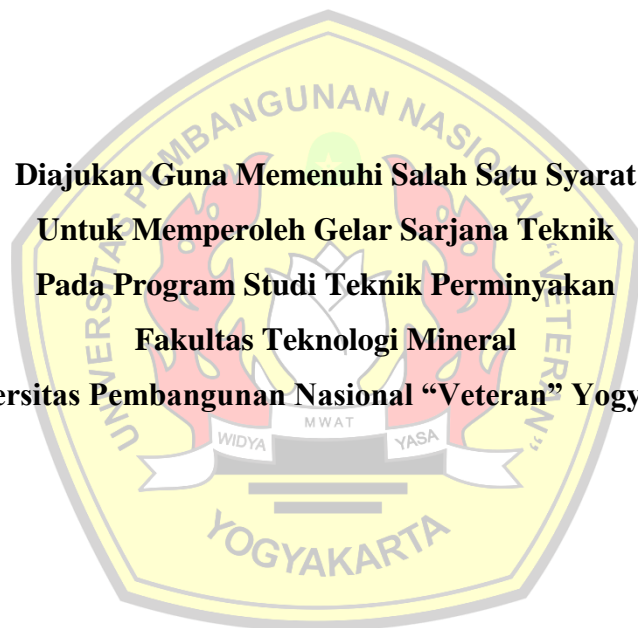 Diajukan Guna Memenuhi Salah Satu Syarat
Untuk Memperoleh Gelar Sarjana Teknik
Pada Program Studi Teknik Perminyakan
Fakultas Teknologi Mineral
ersitas Pembangunan Nasional “Veteran” Yogy
UNIVERSITAS PEMBANGUNAN NASIONAL “VETERAN”
WIDYA MWAT YASA
YOGYAKARTA